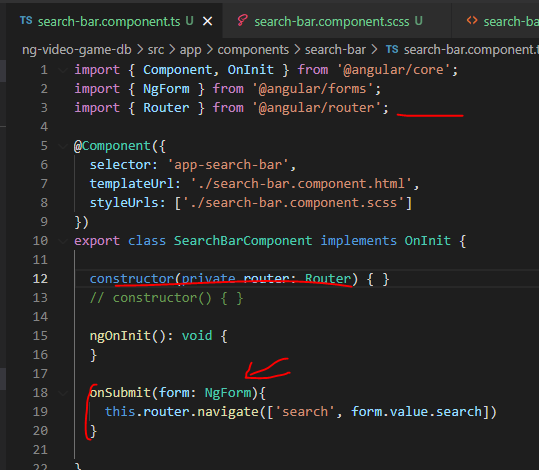 TS search-bar.component.ts U ✕ search-bar.component.scss U <> search-ba
ng-video-game-db > src > app > components > search-bar > TS search-bar.component.t
1 import { Component, OnInit } from '@angular/core';
2 import { NgForm } from '@angular/forms';
3 import { Router } from '@angular/router';
4
5 @Component({
6 selector: 'app-search-bar',
7 templateUrl: './search-bar.component.html',
8 styleUrls: ['./search-bar.component.scss']
9 })
10 export class SearchBarComponent implements OnInit {
11
12 constructor(private router: Router) { }
13 // constructor() { }
14
15 ngOnInit(): void {
16 }
17
18 onSubmit(form: NgForm){
19 this.router.navigate(['search', form.value.search])
20 }
21
22 }